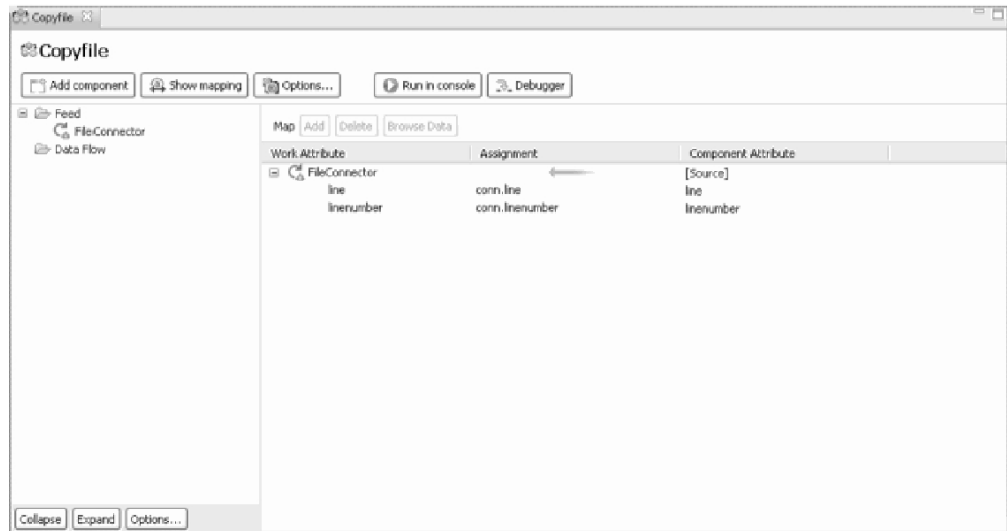 Copyfile
Copyfile
Add component Show mapping Options... Run in console Debugger
Feed
FileConnector
Data Flow
Map Add Delete Browse Data
Work Attribute Assignment Component Attribute
FileConnector [Source]
line conn.line line
linenumber conn.linenumber linenumber
Collapse Expand Options...